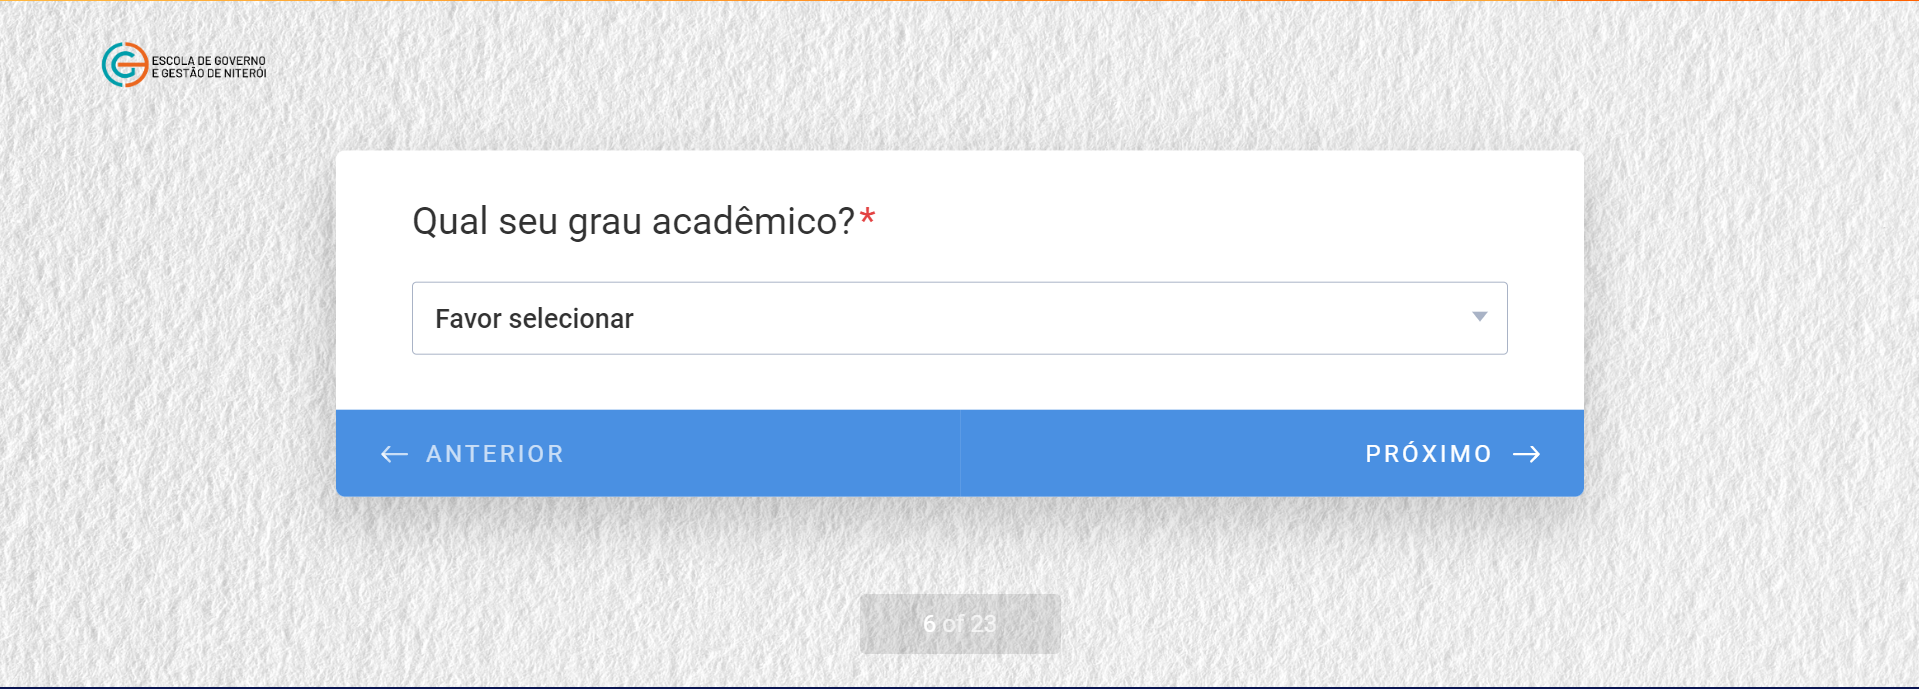 ESCOLA DE GOVERNO
E GESTÃO DE NITERÓI
Qual seu grau acadêmico?*
Favor selecionar
← ANTERIOR
PRÓXIMO →
6 of 23